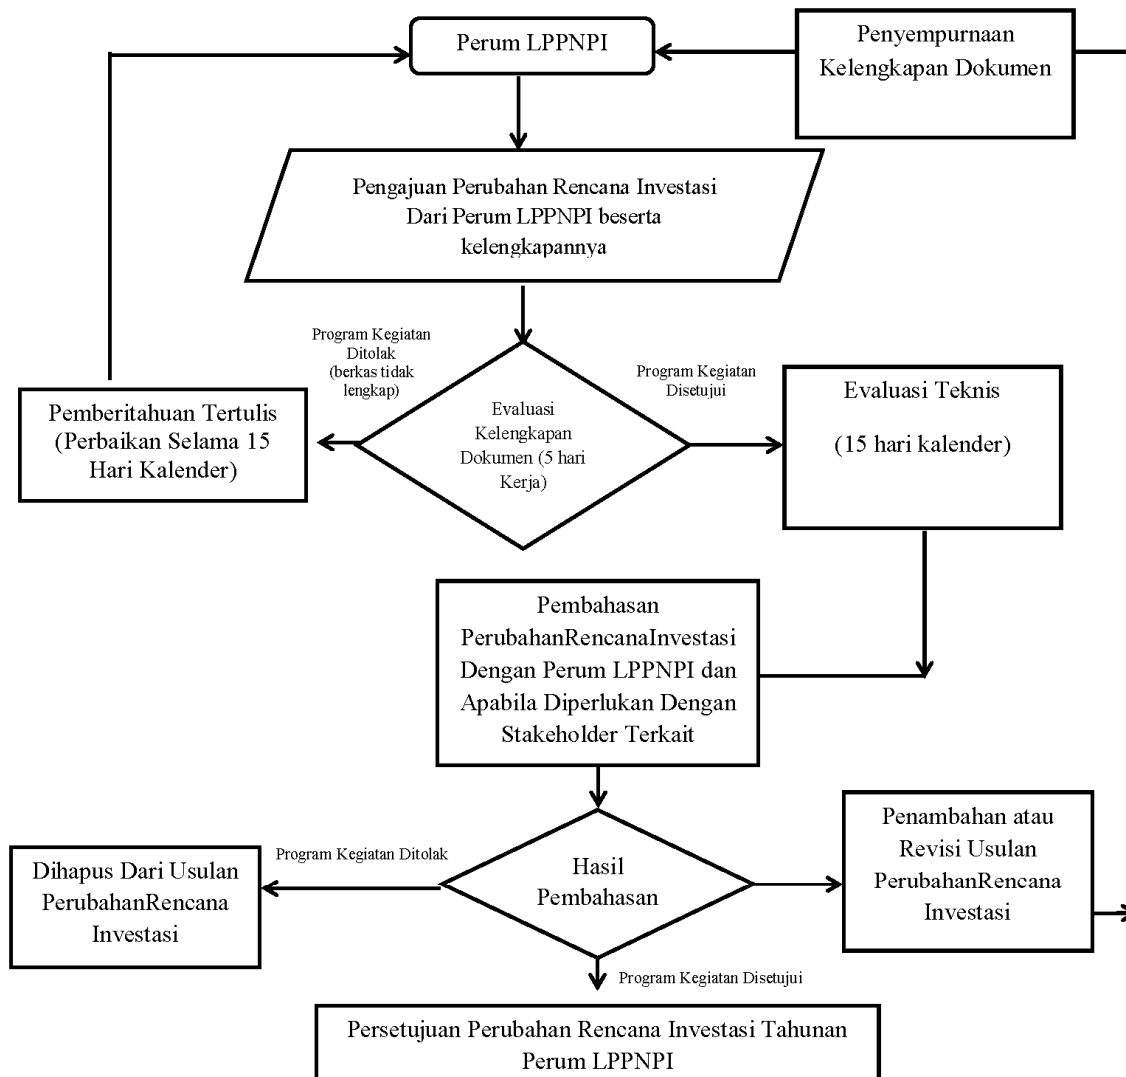 Perum LPPNPI
Penyempurnaan
Kelengkapan Dokumen
Pengajuan Perubahan Rencana Investasi
Dari Perum LPPNPI beserta
kelengkapannya
Program Kegiatan
Ditolak
(berkas tidak
lengkap)
Program Kegiatan
Disetujui
Pemberitahuan Tertulis
(Perbaikan Selama 15
Hari Kalender)
Evaluasi
Kelengkapan
Dokumen (5 hari
Kerja)
Evaluasi Teknis
(15 hari kalender)
Pembahasan
PerubahanRencanaInvestasi
Dengan Perum LPPNPI dan
Apabila Diperlukan Dengan
Stakeholder Terkait
Dihapus Dari Usulan
PerubahanRencana
Investasi
Program Kegiatan Ditolak
Hasil
Pembahasan
Penambahan atau
Revisi Usulan
PerubahanRencana
Investasi
Program Kegiatan Disetujui
Persetujuan Perubahan Rencana Investasi Tahunan
Perum LPPNPI